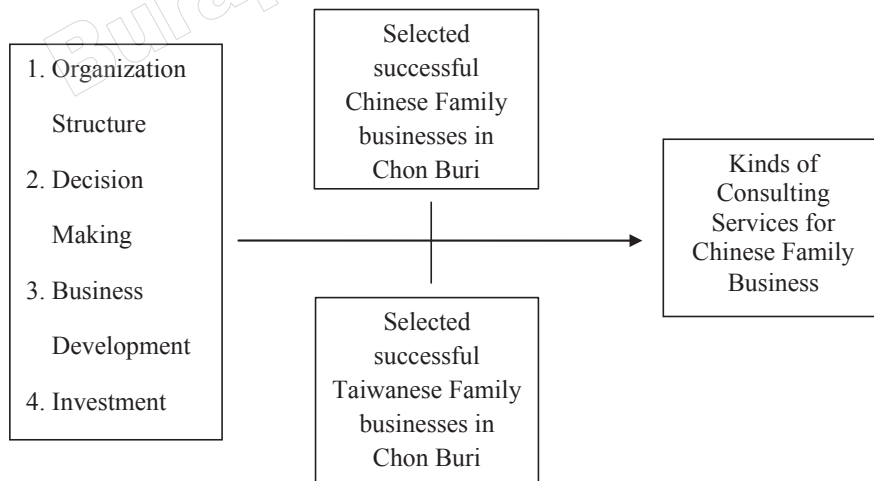 1. Organization
Structure
2. Decision
Making
3. Business
Development
4. Investment
Selected
successful
Chinese Family
businesses in
Chon Buri
Selected
successful
Taiwanese Family
businesses in
Chon Buri
Kinds of
Consulting
Services for
Chinese Family
Business